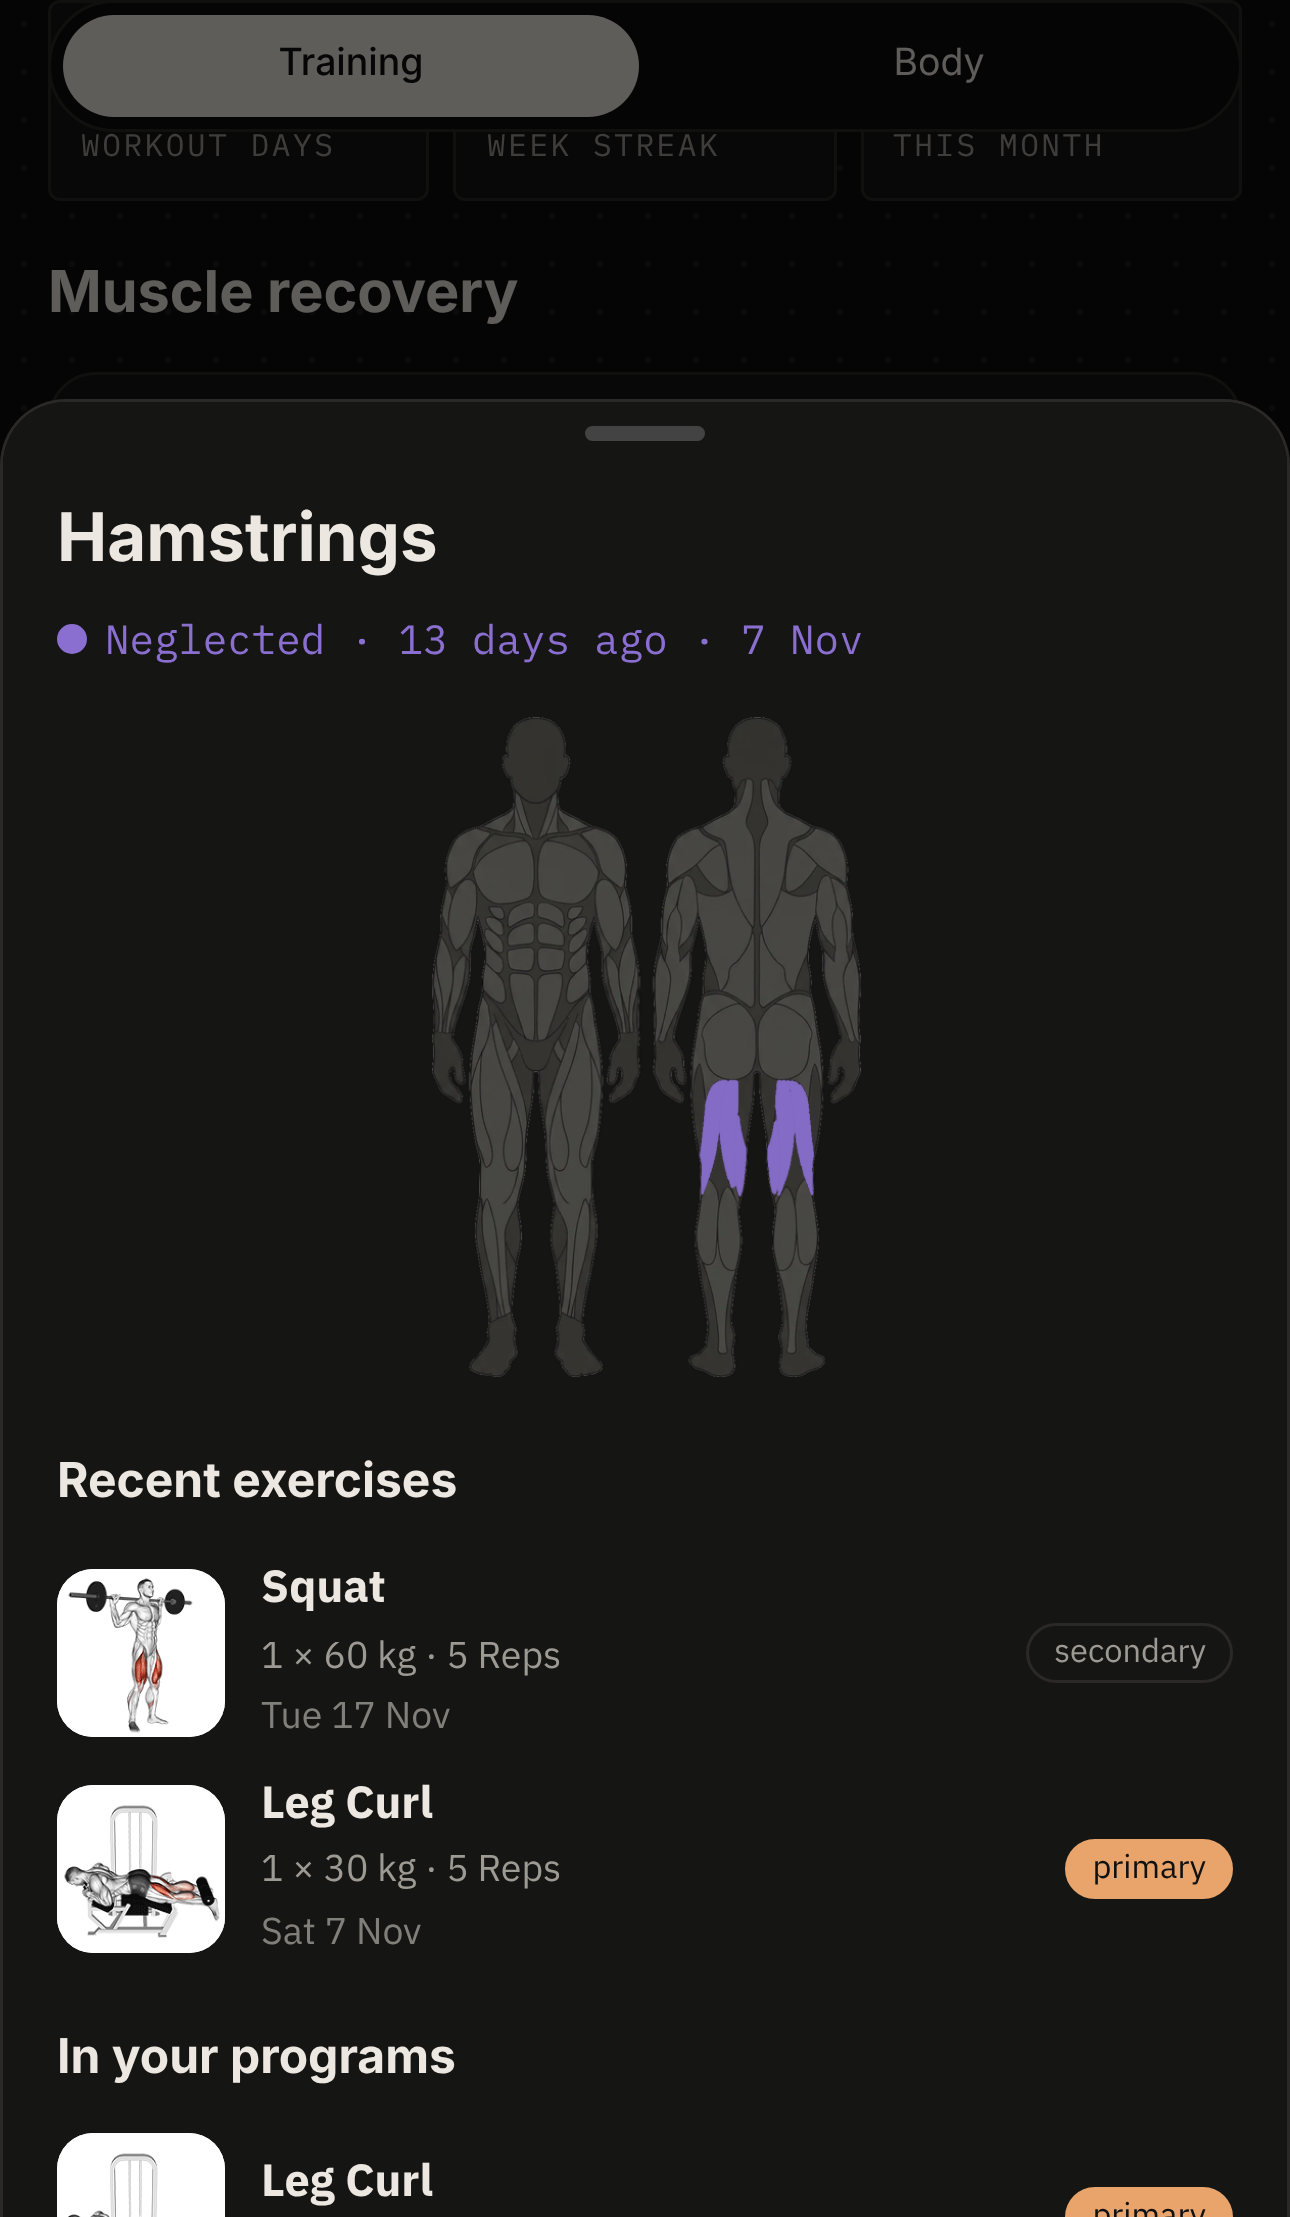 Training
Body
WORKOUT DAYS
WEEK STREAK
THIS MONTH
Muscle recovery
Hamstrings
Neglected · 13 days ago · 7 Nov
Recent exercises
Squat
1 × 60 kg · 5 Reps
secondary
Tue 17 Nov
Leg Curl
1 × 30 kg · 5 Reps
primary
Sat 7 Nov
In your programs
Leg Curl
primary